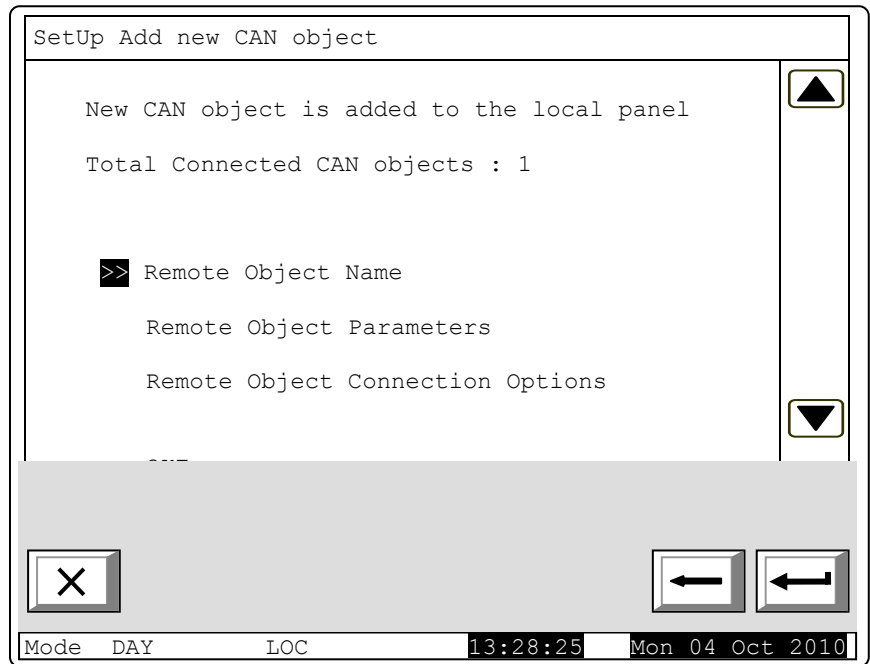 SetUp Add new CAN object
New CAN object is added to the local panel
Total Connected CAN objects : 1
>> Remote Object Name
Remote Object Parameters
Remote Object Connection Options
Mode DAY LOC 13:28:25 Mon 04 Oct 2010